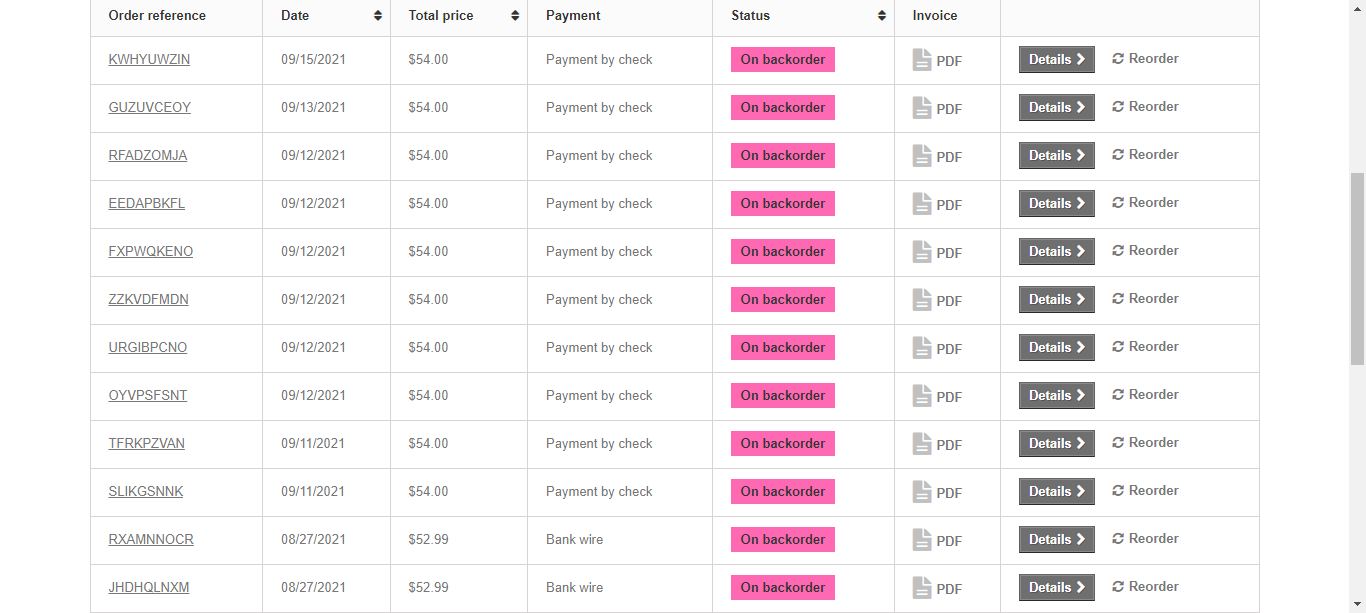 Order reference Date Total price Payment Status Invoice
KWHYUWZIN 09/15/2021 $54.00 Payment by check On backorder PDF Details Reorder
GUZUVCEOY 09/13/2021 $54.00 Payment by check On backorder PDF Details Reorder
RFADZOMJA 09/12/2021 $54.00 Payment by check On backorder PDF Details Reorder
EEDAPBKFL 09/12/2021 $54.00 Payment by check On backorder PDF Details Reorder
FXPWQKENO 09/12/2021 $54.00 Payment by check On backorder PDF Details Reorder
ZZKVDFMDN 09/12/2021 $54.00 Payment by check On backorder PDF Details Reorder
URGIBPCNO 09/12/2021 $54.00 Payment by check On backorder PDF Details Reorder
OYVPSFSNT 09/12/2021 $54.00 Payment by check On backorder PDF Details Reorder
TFRKPZVAN 09/11/2021 $54.00 Payment by check On backorder PDF Details Reorder
SLIKGSNNK 09/11/2021 $54.00 Payment by check On backorder PDF Details Reorder
RXAMNNOCR 08/27/2021 $52.99 Bank wire On backorder PDF Details Reorder
JHDHQLNXM 08/27/2021 $52.99 Bank wire On backorder PDF Details Reorder